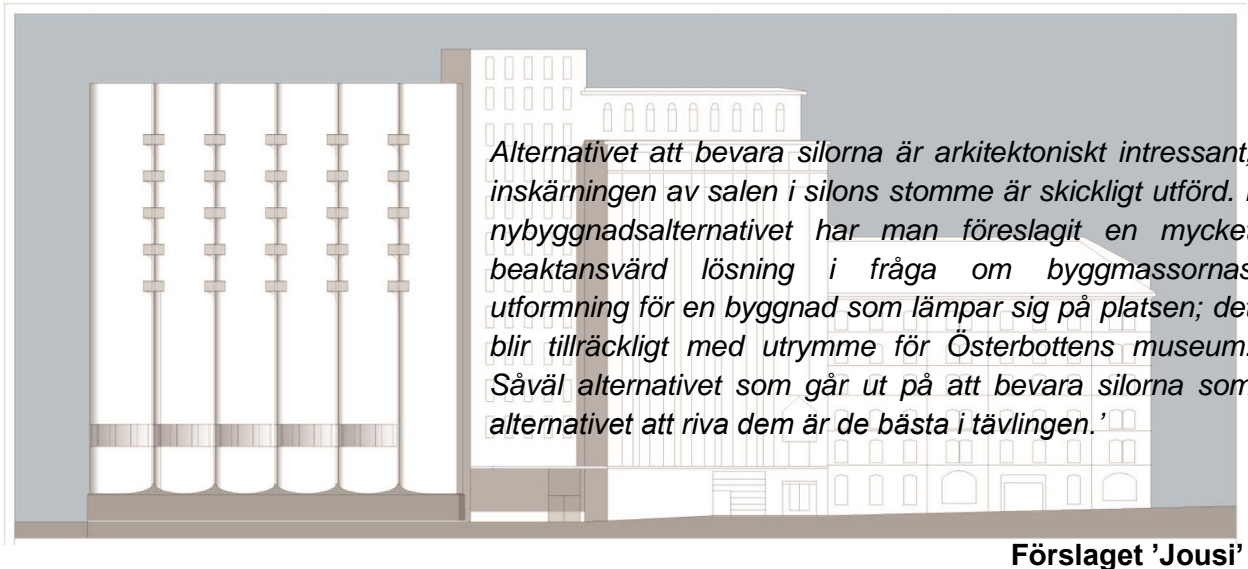 Alternativet att bevara silorna är arkitektoniskt intressant,
inskärningen av salen i silons stomme är skickligt utförd.
nybyggnadsalternativet har man föreslagit en mycket
beaktansvärd lösning i fråga om byggmassornas
utformning för en byggnad som lämpar sig på platsen; det
blir tillräckligt med utrymme för Österbottens museum.
Såväl alternativet som går ut på att bevara silorna som
alternativet att riva dem är de bästa i tävlingen.’
Förslaget ’Jousi’